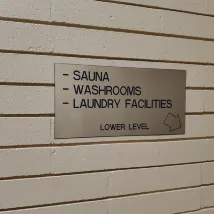 - SAUNA
- WASHROOMS
- LAUNDRY FACILITIES
LOWER LEVEL